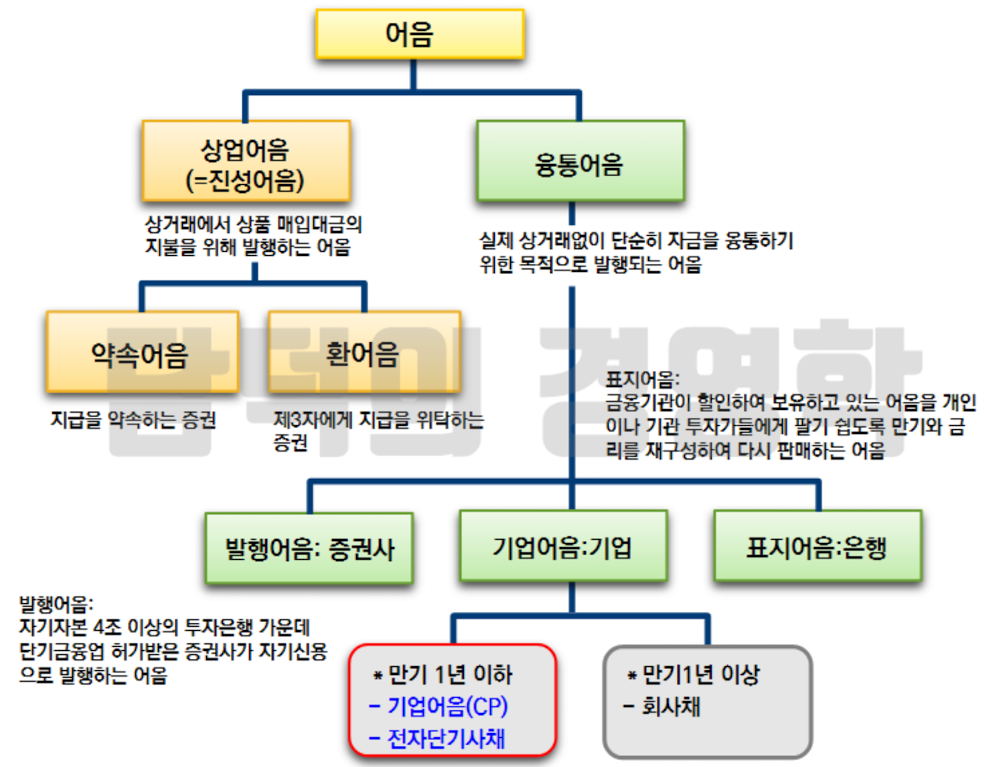 어음
상업어음
(=진성어음)
융통어음
상거래에서 상품 매입대금의
지불을 위해 발행하는 어음
실제 상거래없이 단순히 자금을 융통하기
위한 목적으로 발행되는 어음
약속어음
환어음
지급을 약속하는 증권
제3자에게 지급을 위탁하는
증권
표지어음:
금융기관이 할인하여 보유하고 있는 어음을 개인
이나 기관 투자가들에게 팔기 쉽도록 만기와 금
리를 재구성하여 다시 판매하는 어음
발행어음: 증권사
기업어음:기업
표지어음:은행
발행어음:
자기자본 4조 이상의 투자은행 가운데
단기금융업 허가받은 증권사가 자기신용
으로 발행하는 어음
* 만기 1년 이하
- 기업어음(CP)
- 전자단기사채
* 만기1년 이상
- 회사채